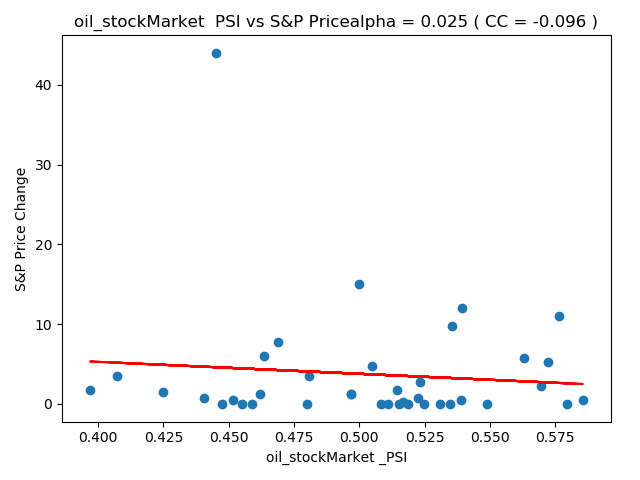 oil_stockMarket  PSI vs S&P Pricealpha = 0.025 ( CC = -0.096 )
S&P Price Change
40
30
20
10
0
0.400 0.425 0.450 0.475 0.500 0.525 0.550 0.575
oil_stockMarket _PSI